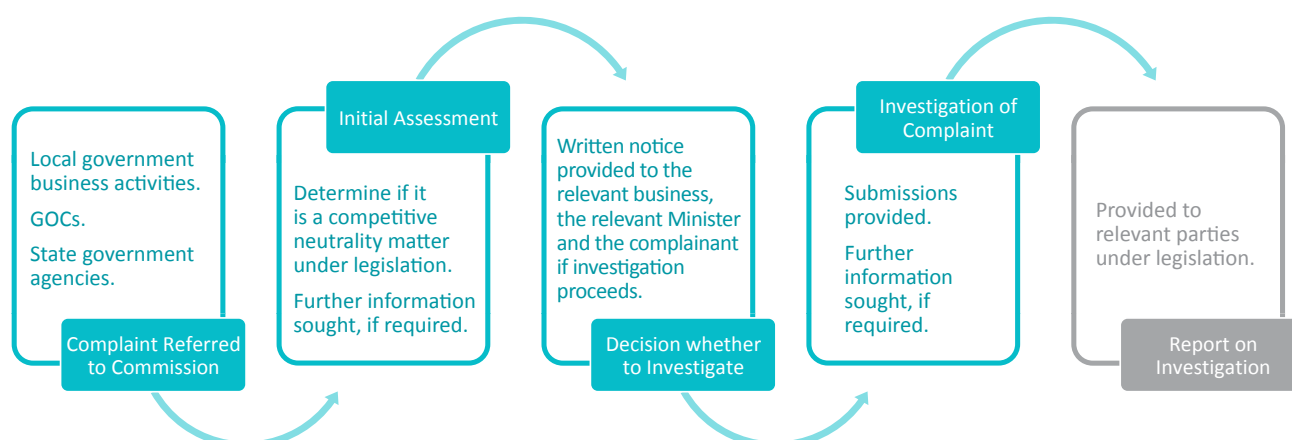 Local government
business activities.
GOCs.
State government
agencies.
Complaint Referred
to Commission
Initial Assessment
Determine if it
is a competitive
neutrality matter
under legislation.
Further information
sought, if required.
Written notice
provided to the
relevant business,
the relevant Minister
and the complainant
if investigation
proceeds.
Decision whether
to Investigate
Investigation of
Complaint
Submissions
provided.
Further
information
sought, if
required.
Provided to
relevant parties
under legislation.
Report on
Investigation